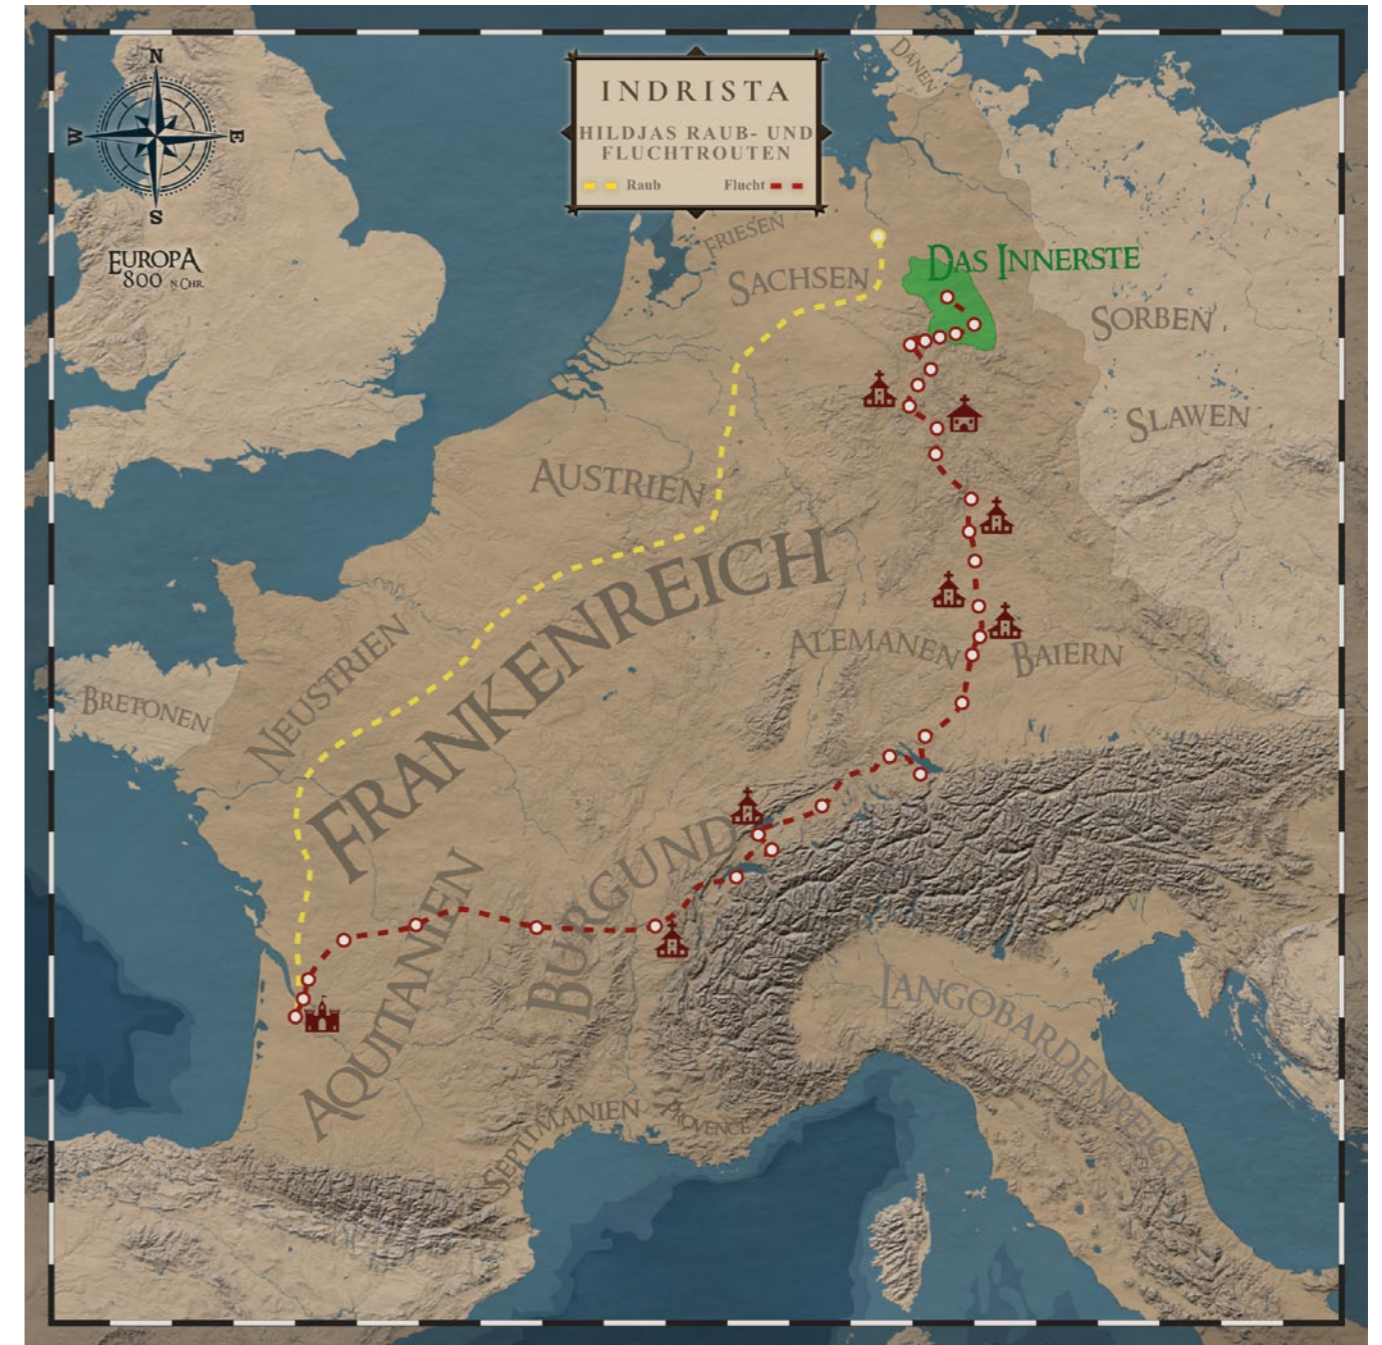 N
W
E
S
EUROPA
800 N. CHR.
INDRISTA
HILDJAS RAUB- UND
FLUCHTROUTEN
Raub
Flucht
DÄNEN
FRIESEN
SACHSEN
DAS INNERSTE
SORBEN
SLAWEN
AUSTRIEN
FRANKENREICH
NEUSTRIEN
ALEMANEN
BAIERN
BRETONEN
BURGUND
AQUITANIEN
LANGOBARDENREICH
SEPTIMANIEN
PROVENCE